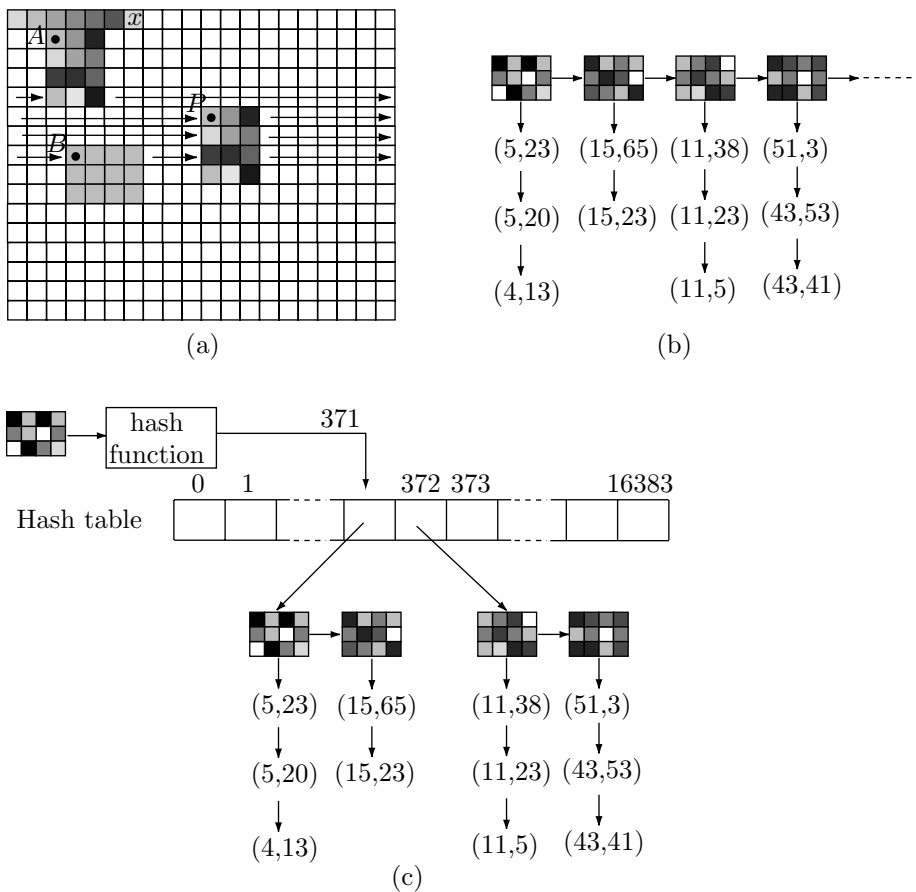 x
A
P
B
(a)
(5,23) (15,65) (11,38) (51,3)
(5,20) (15,23) (11,23) (43,53)
(4,13) (11,5) (43,41)
(b)
hash
function
371
0 1 372 373 16383
Hash table
(5,23) (15,65) (11,38) (51,3)
(5,20) (15,23) (11,23) (43,53)
(4,13) (11,5) (43,41)
(c)